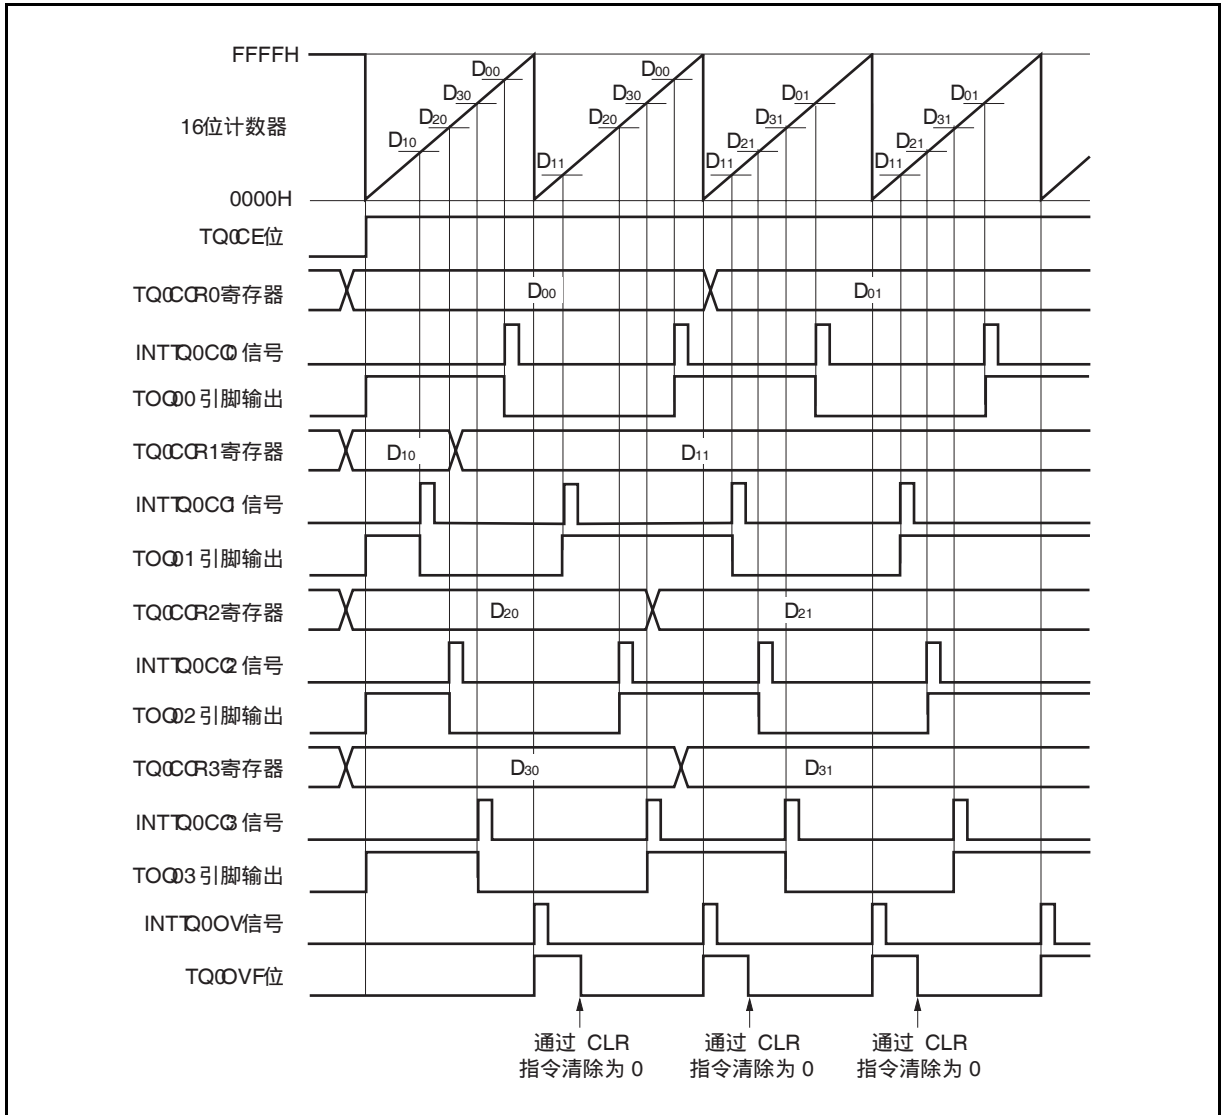 FFFFH
D00
D00
D30
D30
D01
D01
D20
D20
D31
D31
16位计数器
D10
D21
D21
D11
D11
D11
0000H
TQ0CE位
TQ0CCR0寄存器
D00
D01
INTTQ0CC0 信号
TOQ00 引脚输出
TQ0CCR1寄存器
D10
D11
INTTQ0CC1 信号
TOQ01 引脚输出
TQ0CCR2寄存器
D20
D21
INTTQ0CC2 信号
TOQ02 引脚输出
TQ0CCR3寄存器
D30
D31
INTTQ0CC3 信号
TOQ03 引脚输出
INTTQ0OV信号
TQ0OVF位
通过 CLR
指令清除为 0
通过 CLR
指令清除为 0
通过 CLR
指令清除为 0